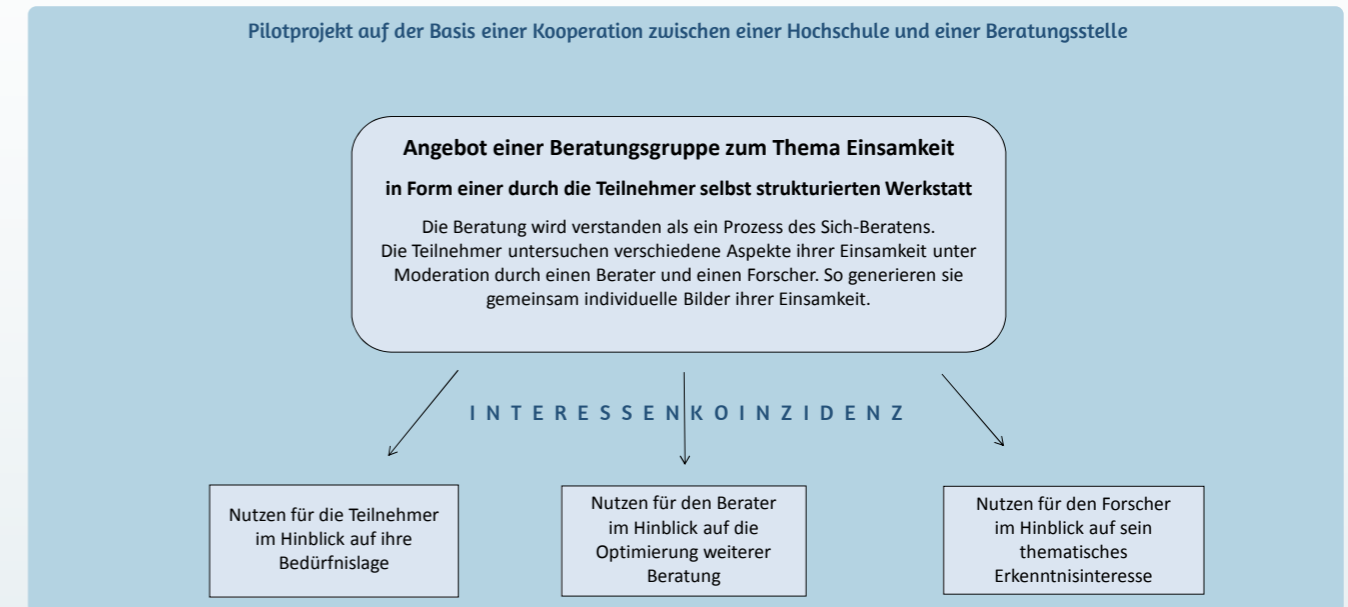 Pilotprojekt auf der Basis einer Kooperation zwischen einer Hochschule und einer Beratungsstelle
Angebot einer Beratungsgruppe zum Thema Einsamkeit
in Form einer durch die Teilnehmer selbst strukturierten Werkstatt
Die Beratung wird verstanden als ein Prozess des Sich-Beratens.
Die Teilnehmer untersuchen verschiedene Aspekte ihrer Einsamkeit unter
Moderation durch einen Berater und einen Forscher. So generieren sie
gemeinsam individuelle Bilder ihrer Einsamkeit.
INTERESSENKOINZIDENZ
Nutzen für die Teilnehmer
im Hinblick auf ihre
Bedürfnislage
Nutzen für den Berater
im Hinblick auf die
Optimierung weiterer
Beratung
Nutzen für den Forscher
im Hinblick auf sein
thematisches
Erkenntnisinteresse